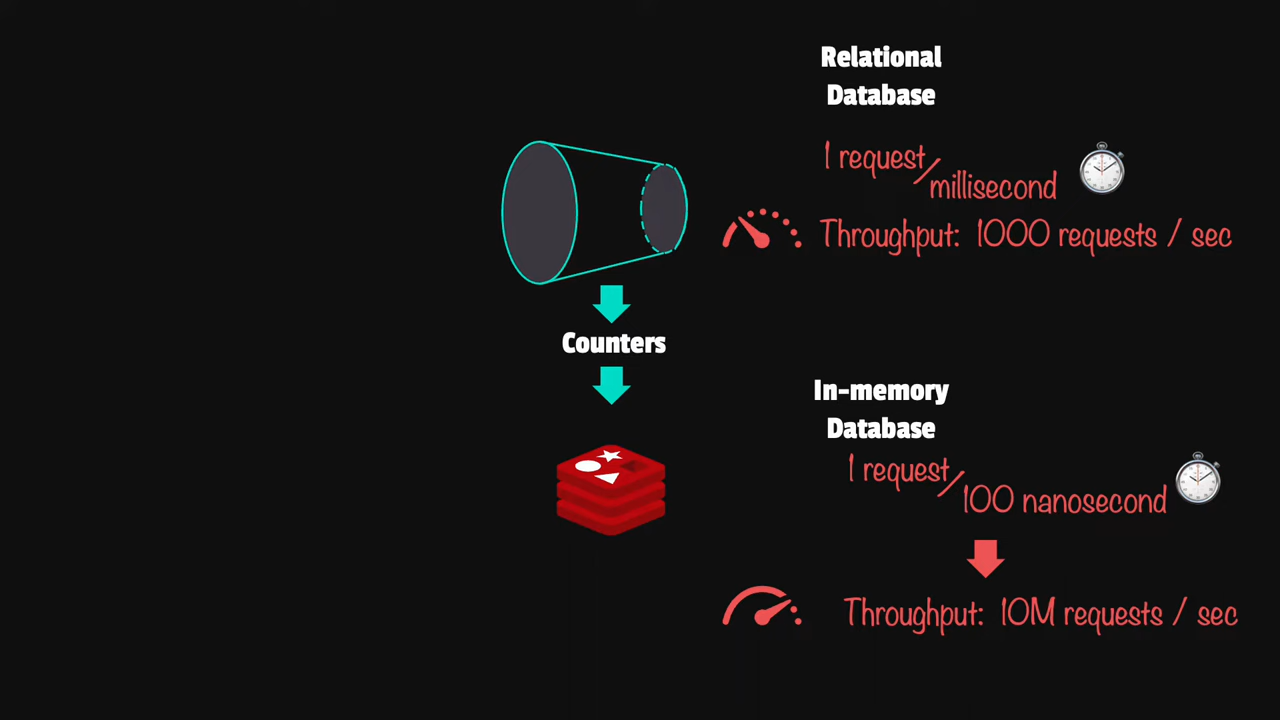 Relational
Database
1 request/millisecond
Throughput: 1000 requests / sec
Counters
In-memory
Database
1 request/100 nanosecond
Throughput: 10M requests / sec